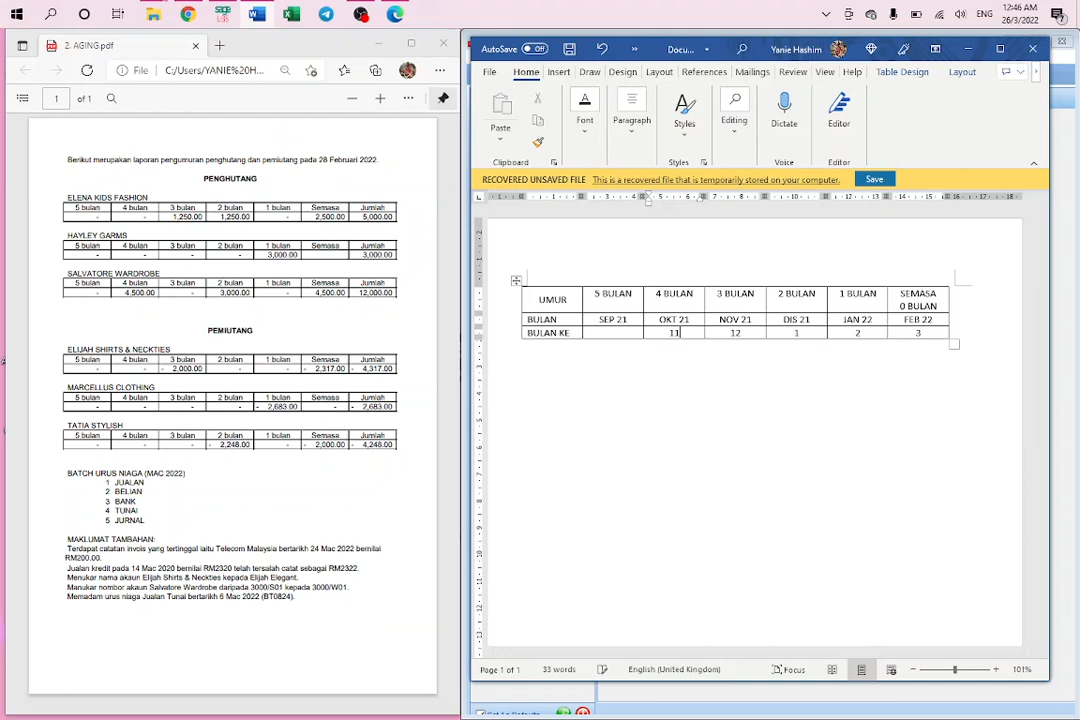 ENG
12:46 AM
26/3/2022
2. AGING.pdf
File
C:/Users/YANIE%20H...
1 of 1
Berikut merupakan laporan pengumuran penghutang dan pemiutang pada 28 Februari 2022.
PENGHUTANG
ELENA KIDS FASHION
5 bulan 4 bulan 3 bulan 2 bulan 1 bulan Semasa Jumlah
- - 1,250.00 1,250.00 - 2,500.00 5,000.00
HAYLEY GARMS
5 bulan 4 bulan 3 bulan 2 bulan 1 bulan Semasa Jumlah
- - - - 3,000.00 3,000.00
SALVATORE WARDROBE
5 bulan 4 bulan 3 bulan 2 bulan 1 bulan Semasa Jumlah
- 4,500.00 - 3,000.00 - 4,500.00 12,000.00
PEMIUTANG
ELIJAH SHIRTS & NECKTIES
5 bulan 4 bulan 3 bulan 2 bulan 1 bulan Semasa Jumlah
- - - 2,000.00 - - - 2,317.00 - 4,317.00
MARCELLUS CLOTHING
5 bulan 4 bulan 3 bulan 2 bulan 1 bulan Semasa Jumlah
- - - - - 2,683.00 - - 2,683.00
TATIA STYLISH
5 bulan 4 bulan 3 bulan 2 bulan 1 bulan Semasa Jumlah
- - - - 2,248.00 - - 2,000.00 - 4,248.00
BATCH URUS NIAGA (MAC 2022)
1 JUALAN
2 BELIAN
3 BANK
4 TUNAI
5 JURNAL
MAKLUMAT TAMBAHAN:
Terdapat catatan invois yang tertinggal iaitu Telecom Malaysia bertarikh 24 Mac 2022 bernilai
RM200.00.
Jualan kredit pada 14 Mac 2020 bernilai RM2320 telah tersalah catat sebagai RM2322.
Menukar nama akaun Elijah Shirts & Neckties kepada Elijah Elegant.
Manukar nombor akaun Salvatore Wardrobe daripada 3000/S01 kepada 3000/W01.
Memadam urus niaga Jualan Tunai bertarikh 6 Mac 2022 (BT0824).
AutoSave Off
Docu...
Yanie Hashim
File Home Insert Draw Design Layout References Mailings Review View Help Table Design Layout
Paste
Font
Paragraph
Styles
Editing
Dictate
Editor
Clipboard
Styles
Voice
Editor
RECOVERED UNSAVED FILE This is a recovered file that is temporarily stored on your computer. Save
UMUR 5 BULAN 4 BULAN 3 BULAN 2 BULAN 1 BULAN SEMASA
0 BULAN
BULAN SEP 21 OKT 21 NOV 21 DIS 21 JAN 22 FEB 22
BULAN KE 11 12 1 2 3
Page 1 of 1 33 words English (United Kingdom) Focus 101%